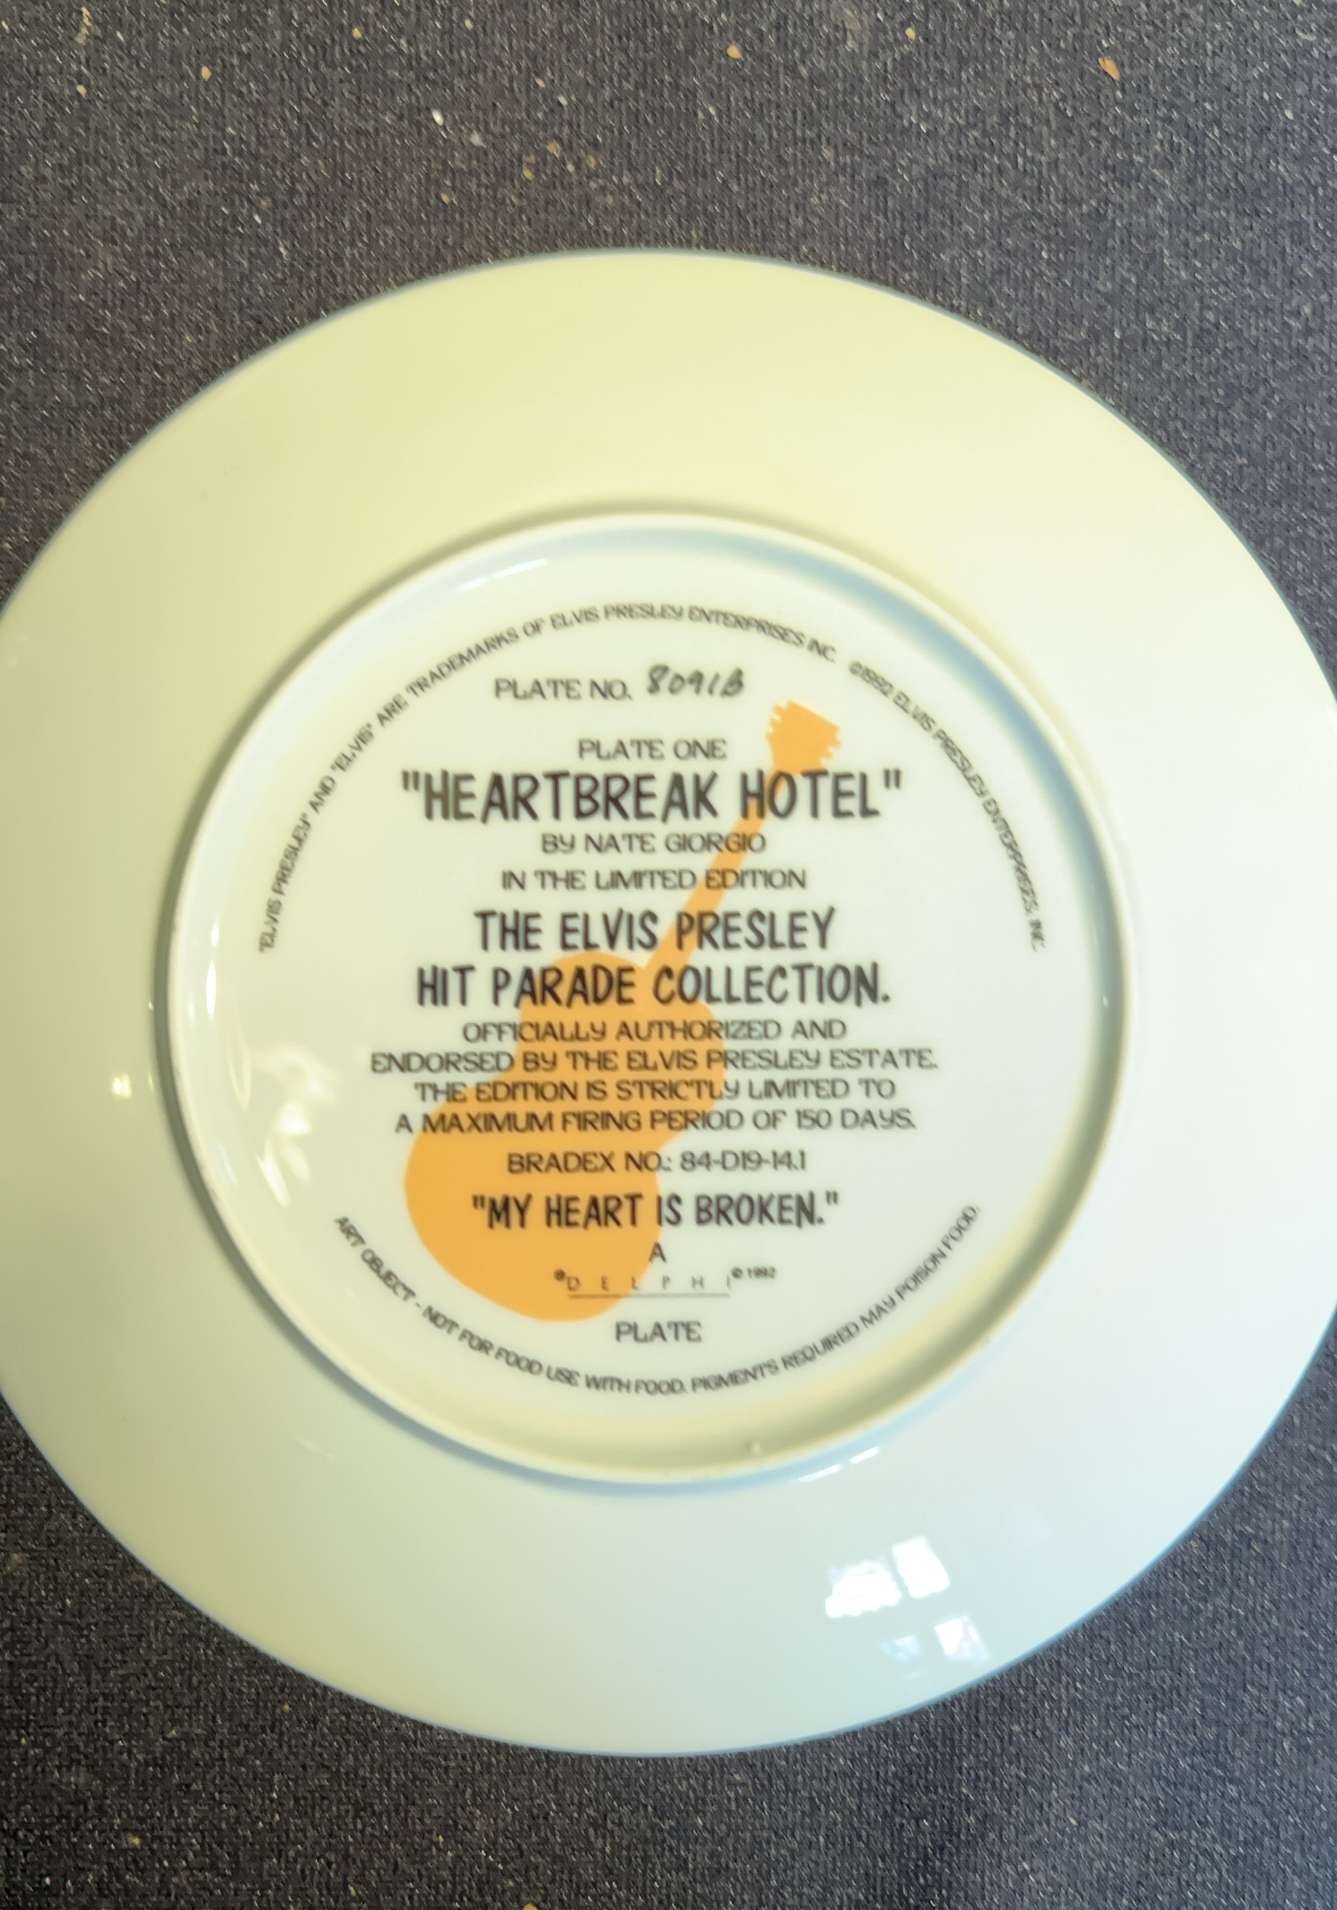 "ELVIS PRESLEY" AND "ELVIS" ARE TRADEMARKS OF ELVIS PRESLEY ENTERPRISES INC. ©1992 ELVIS PRESLEY ENTERPRISES, INC.
PLATE NO. 8091B
PLATE ONE
"HEARTBREAK HOTEL"
BY NATE GIORGIO
IN THE LIMITED EDITION
THE ELVIS PRESLEY
HIT PARADE COLLECTION.
OFFICIALLY AUTHORIZED AND
ENDORSED BY THE ELVIS PRESLEY ESTATE.
THE EDITION IS STRICTLY LIMITED TO
A MAXIMUM FIRING PERIOD OF 150 DAYS.
BRADEX NO.: 84-D19-14.1
"MY HEART IS BROKEN."
A
DELPHI © 1992
PLATE
ART OBJECT - NOT FOR FOOD USE WITH FOOD. PIGMENTS REQUIRED MAY POISON FOOD.